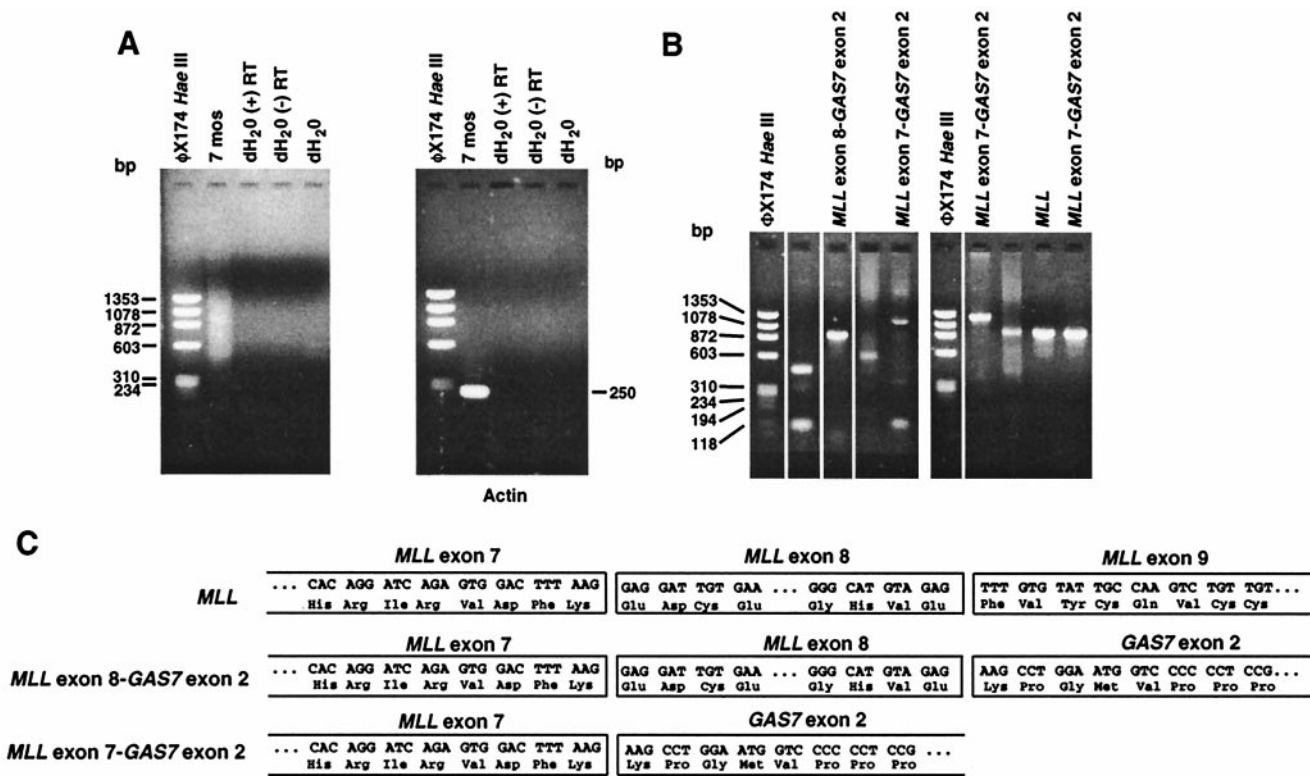 A
bp
φX174 Hae III
7 mos
dH20 (+) RT
dH20 (-) RT
dH20
1353
1078
872
603
310
234
φX174 Hae III
7 mos
dH20 (+) RT
dH20 (-) RT
dH20
bp
250
Actin
B
bp
ΦX174 Hae III
MLL exon 8-GAS7 exon 2
MLL exon 7-GAS7 exon 2
1353
1078
872
603
310
234
194
118
ΦX174 Hae III
MLL exon 7-GAS7 exon 2
MLL
MLL exon 7-GAS7 exon 2
C
MLL exon 7 MLL exon 8 MLL exon 9
MLL
... CAC AGG ATC AGA GTG GAC TTT AAG GAG GAT TGT GAA ... GGG CAT GTA GAG TTT GTG TAT TGC CAA GTC TGT TGT...
His Arg Ile Arg Val Asp Phe Lys Glu Asp Cys Glu Gly His Val Glu Phe Val Tyr Cys Gln Val Cys Cys
MLL exon 7 MLL exon 8 GAS7 exon 2
MLL exon 8-GAS7 exon 2
... CAC AGG ATC AGA GTG GAC TTT AAG GAG GAT TGT GAA ... GGG CAT GTA GAG AAG CCT GGA ATG GTC CCC CCT CCG...
His Arg Ile Arg Val Asp Phe Lys Glu Asp Cys Glu Gly His Val Glu Lys Pro Gly Met Val Pro Pro Pro
MLL exon 7 GAS7 exon 2
MLL exon 7-GAS7 exon 2
... CAC AGG ATC AGA GTG GAC TTT AAG AAG CCT GGA ATG GTC CCC CCT CCG ...
His Arg Ile Arg Val Asp Phe Lys Lys Pro Gly Met Val Pro Pro Pro